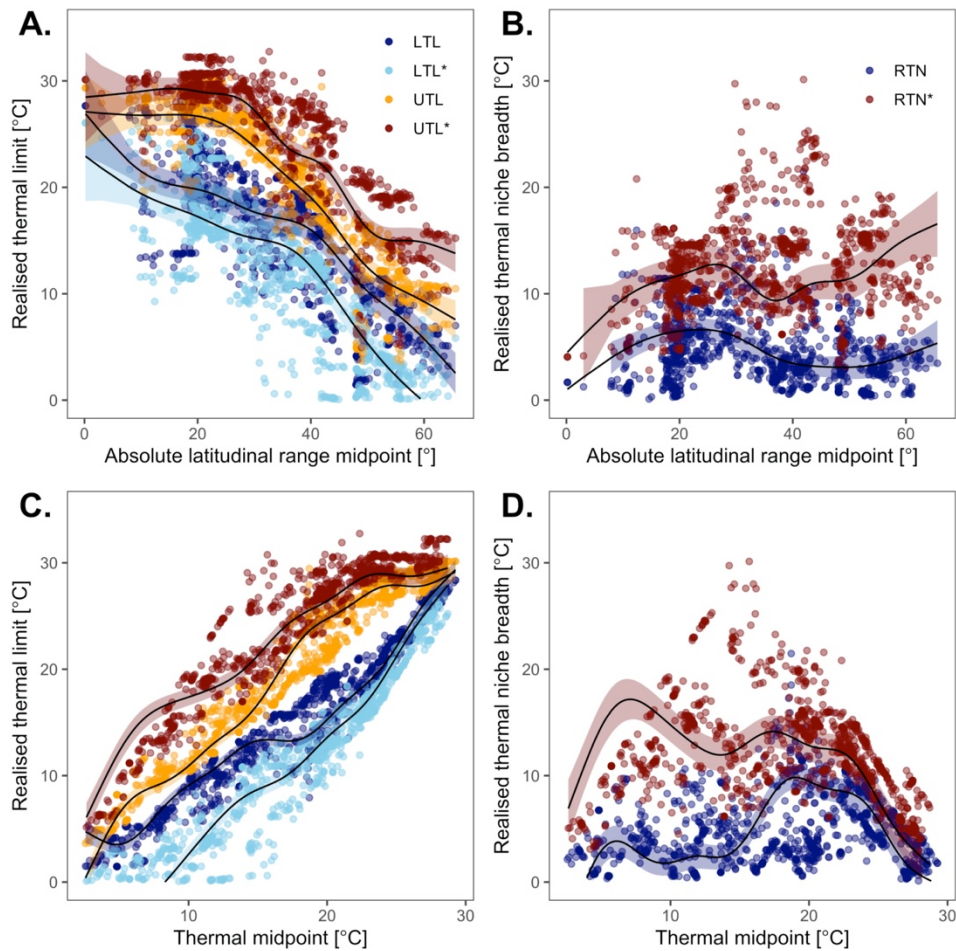 A.
LTL
LTL*
UTL
UTL*
30
20
10
0
Realised thermal limit [°C]
0
20
40
60
Absolute latitudinal range midpoint [°]
B.
RTN
RTN*
30
20
10
0
Realised thermal niche breadth [°C]
0
20
40
60
Absolute latitudinal range midpoint [°]
C.
30
20
10
0
Realised thermal limit [°C]
10
20
30
Thermal midpoint [°C]
D.
30
20
10
0
Realised thermal niche breadth [°C]
10
20
30
Thermal midpoint [°C]